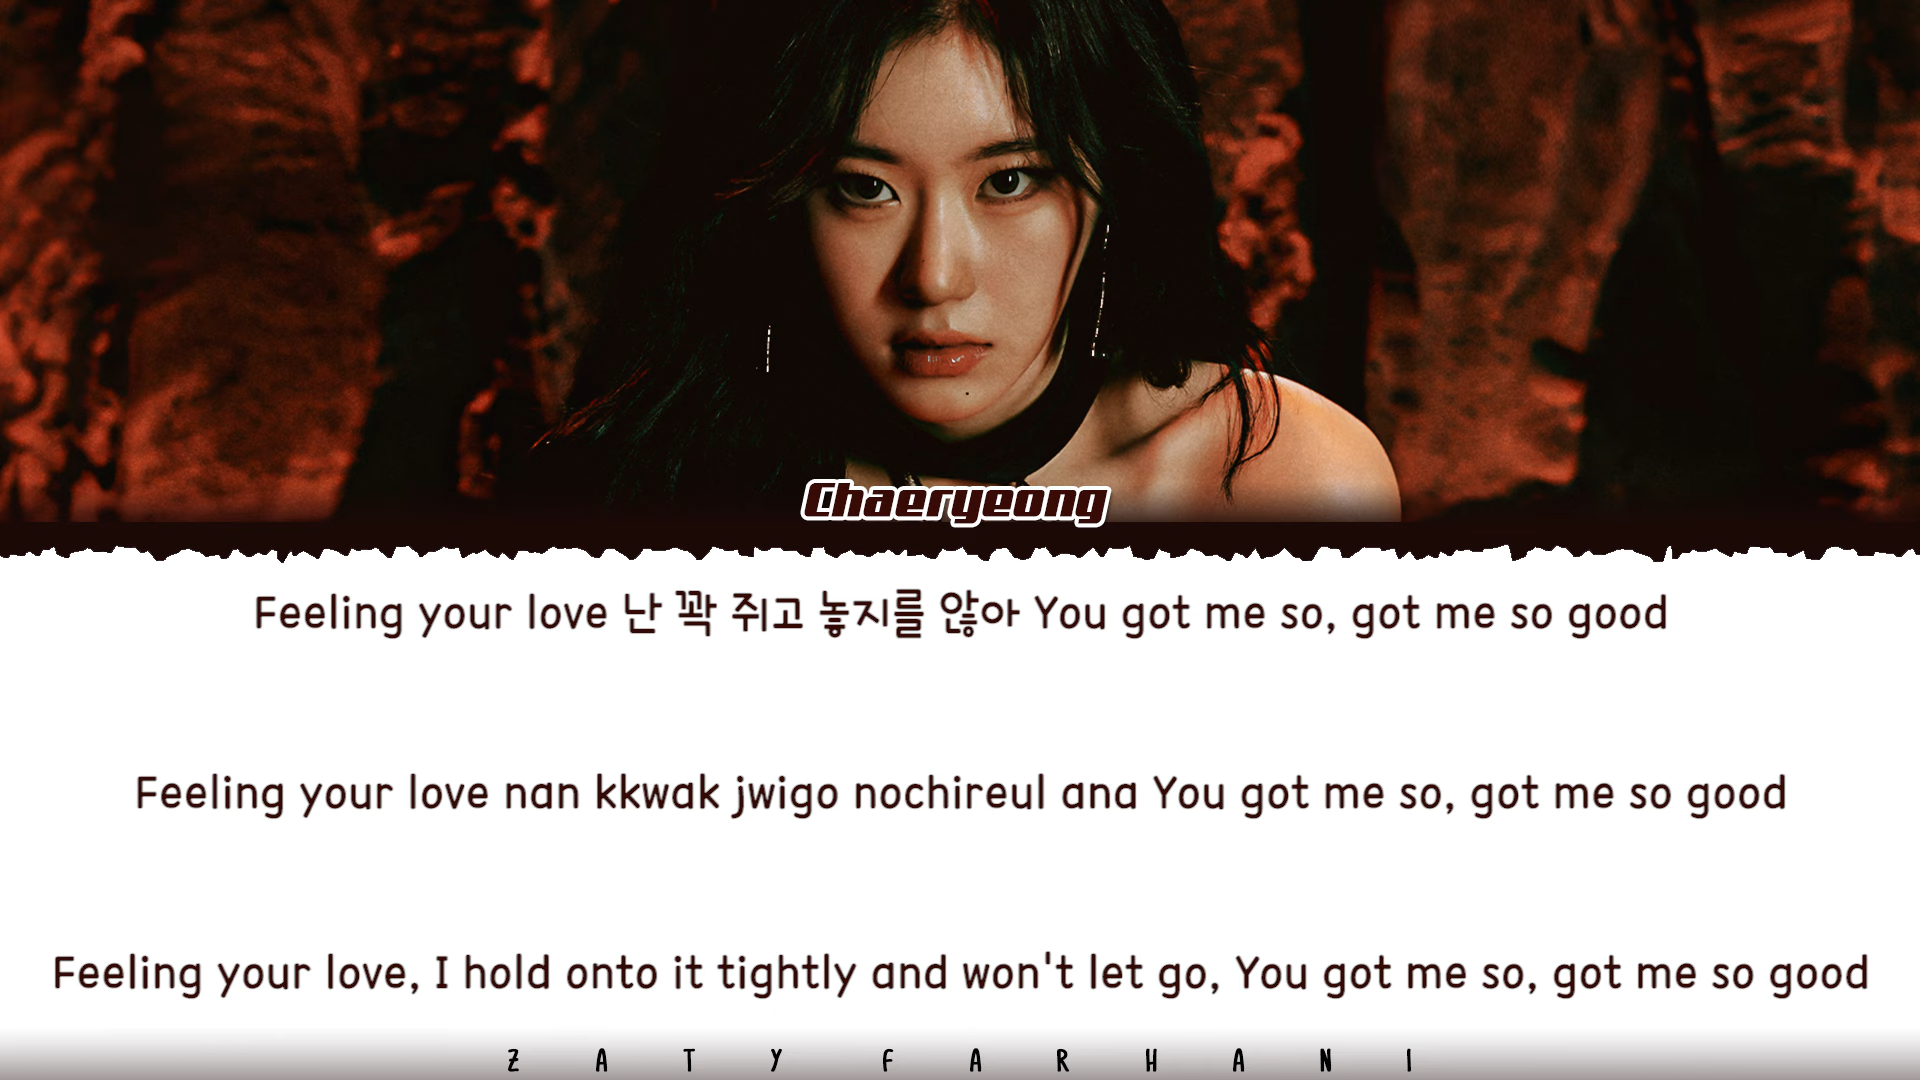 Chaeryeong
Feeling your love 난 꽉 쥐고 놓지를 않아 You got me so, got me so good
Feeling your love nan kkwak jwigo nochireul ana You got me so, got me so good
Feeling your love, I hold onto it tightly and won't let go, You got me so, got me so good
ZATY FARHANI